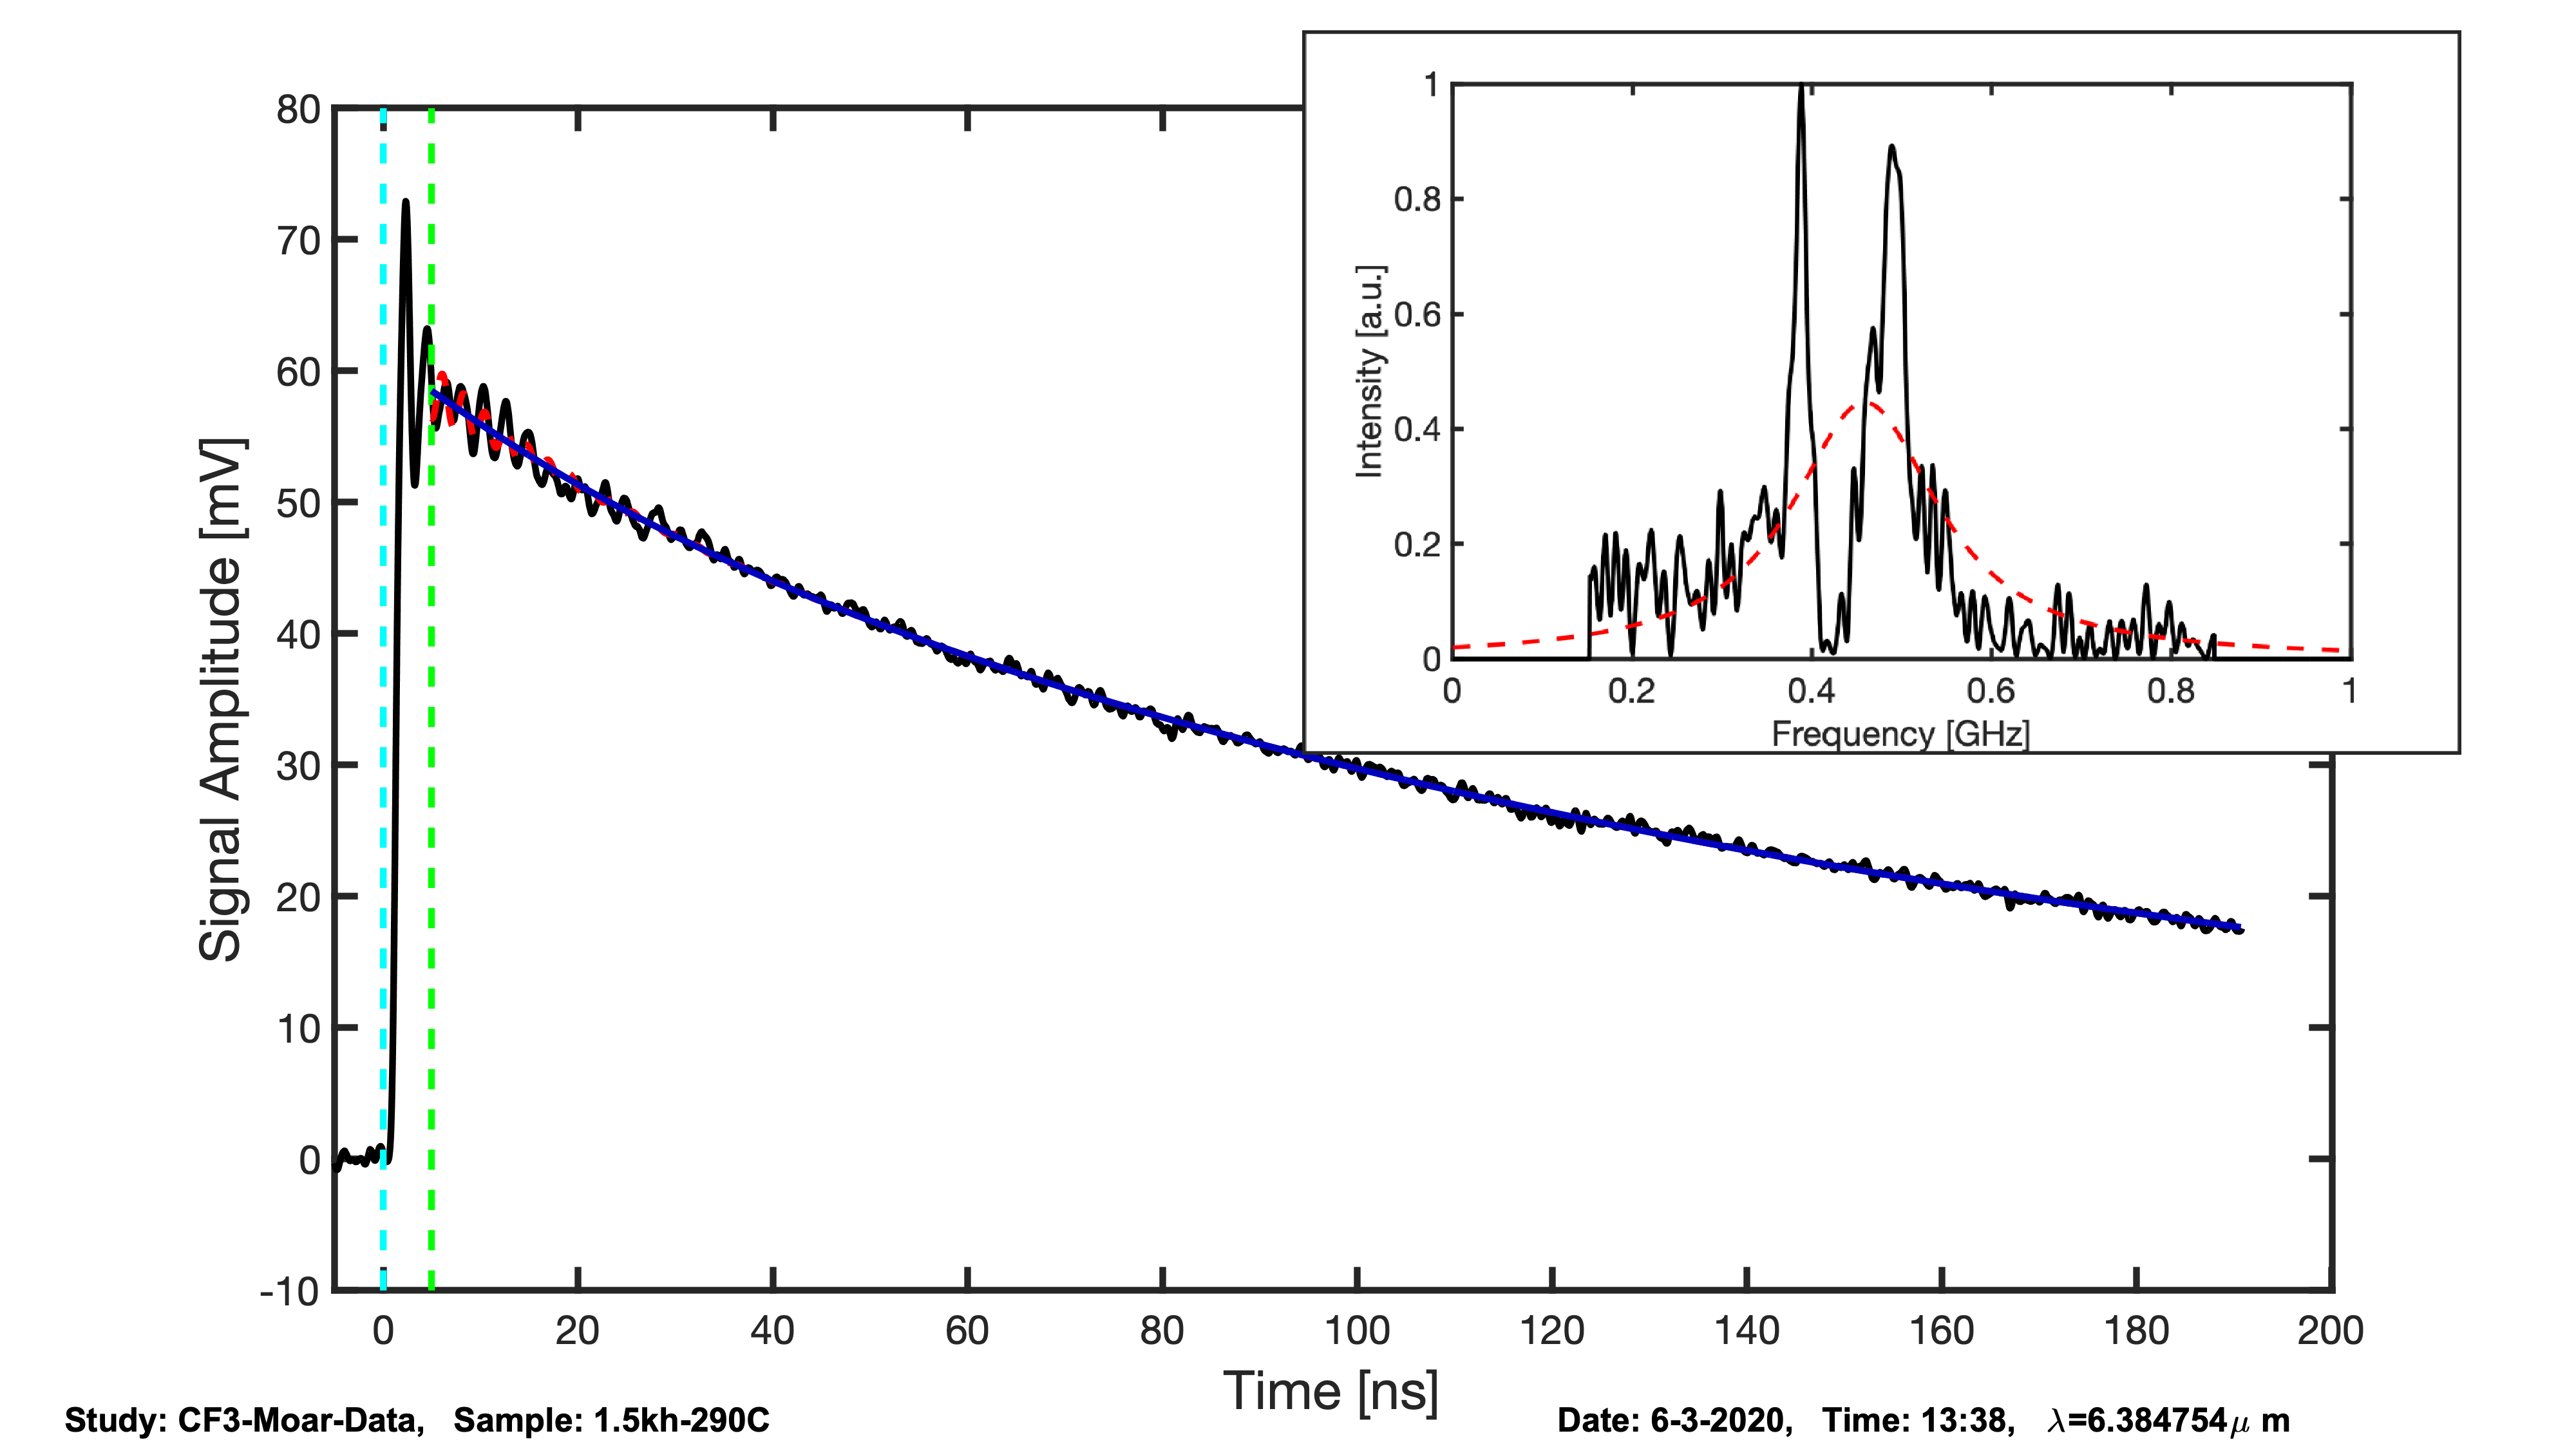 80
70
60
50
40
30
20
10
0
-10
Signal Amplitude [mV]
0 20 40 60 80 100 120 140 160 180 200
Time [ns]
1
0.8
0.6
0.4
0.2
0
Intensity [a.u.]
0 0.2 0.4 0.6 0.8 1
Frequency [GHz]
Study: CF3-Moar-Data, Sample: 1.5kh-290C
Date: 6-3-2020, Time: 13:38, λ=6.384754μ m